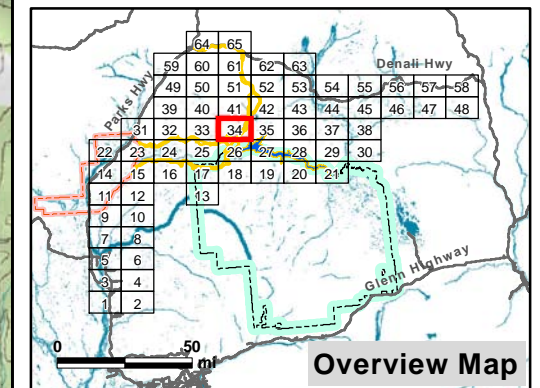 64 65
59 60 61 62 63
Denali Hwy
49 50 51 52 53 54 55 56 57 58
Parks Hwy
39 40 41 42 43 44 45 46 47 48
31 32 33 34 35 36 37 38
22 23 24 25 26 27 28 29 30
14 15 16 17 18 19 20 21
11 12 13
9 10
7 8
5 6
Glenn Highway
3 4
1 2
0 50
mi
Overview Map